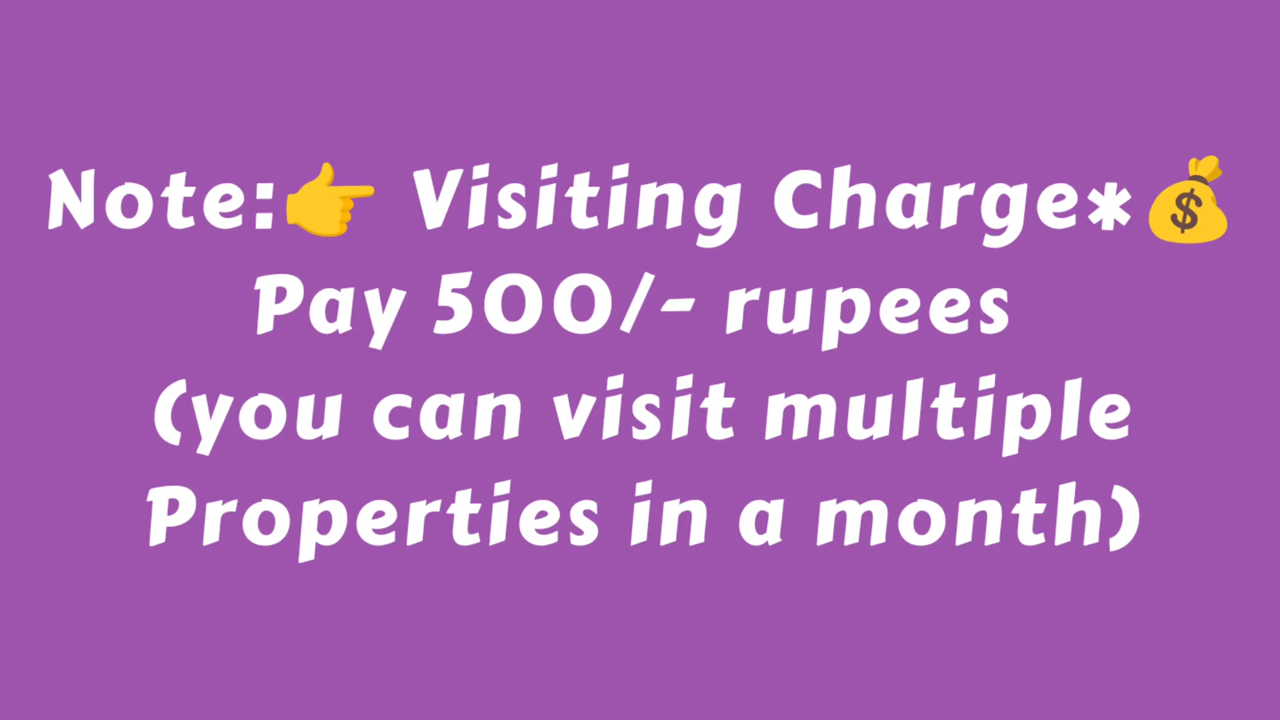 Note:👉 Visiting Charge*💰
Pay 500/- rupees
(you can visit multiple
Properties in a month)